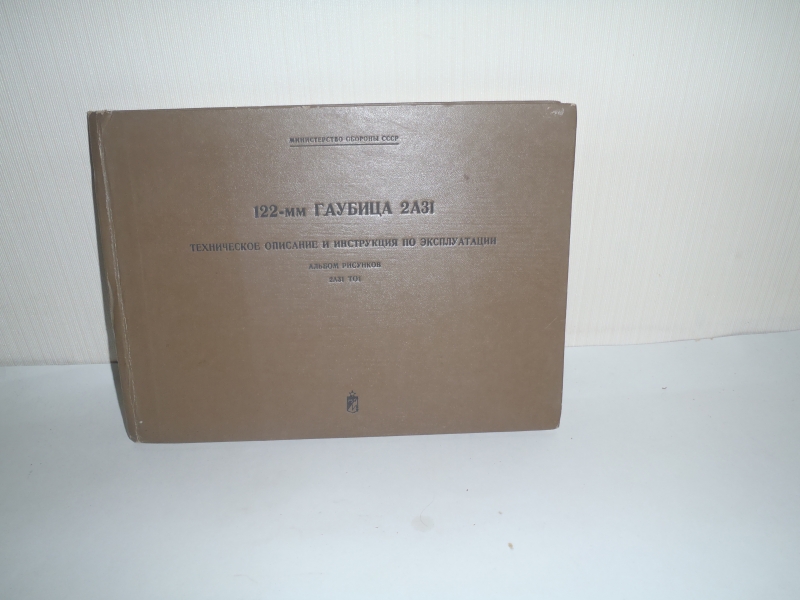 МИНИСТЕРСТВО ОБОРОНЫ СССР
122-мм ГАУБИЦА 2А31
ТЕХНИЧЕСКОЕ ОПИСАНИЕ И ИНСТРУКЦИЯ ПО ЭКСПЛУАТАЦИИ
АЛЬБОМ РИСУНКОВ
2А31 ТО1